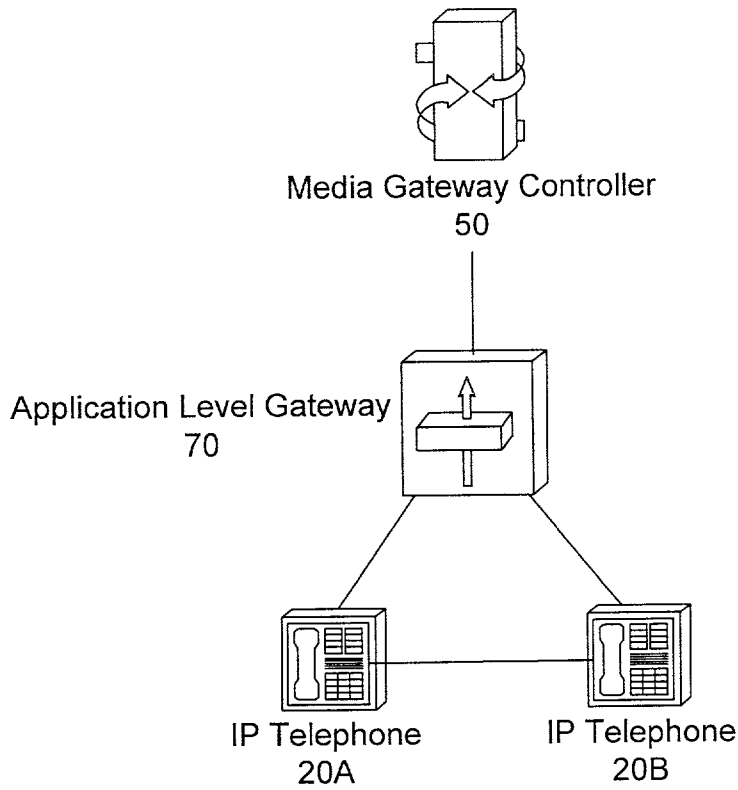 Media Gateway Controller
50
Application Level Gateway
70
IP Telephone
20A
IP Telephone
20B